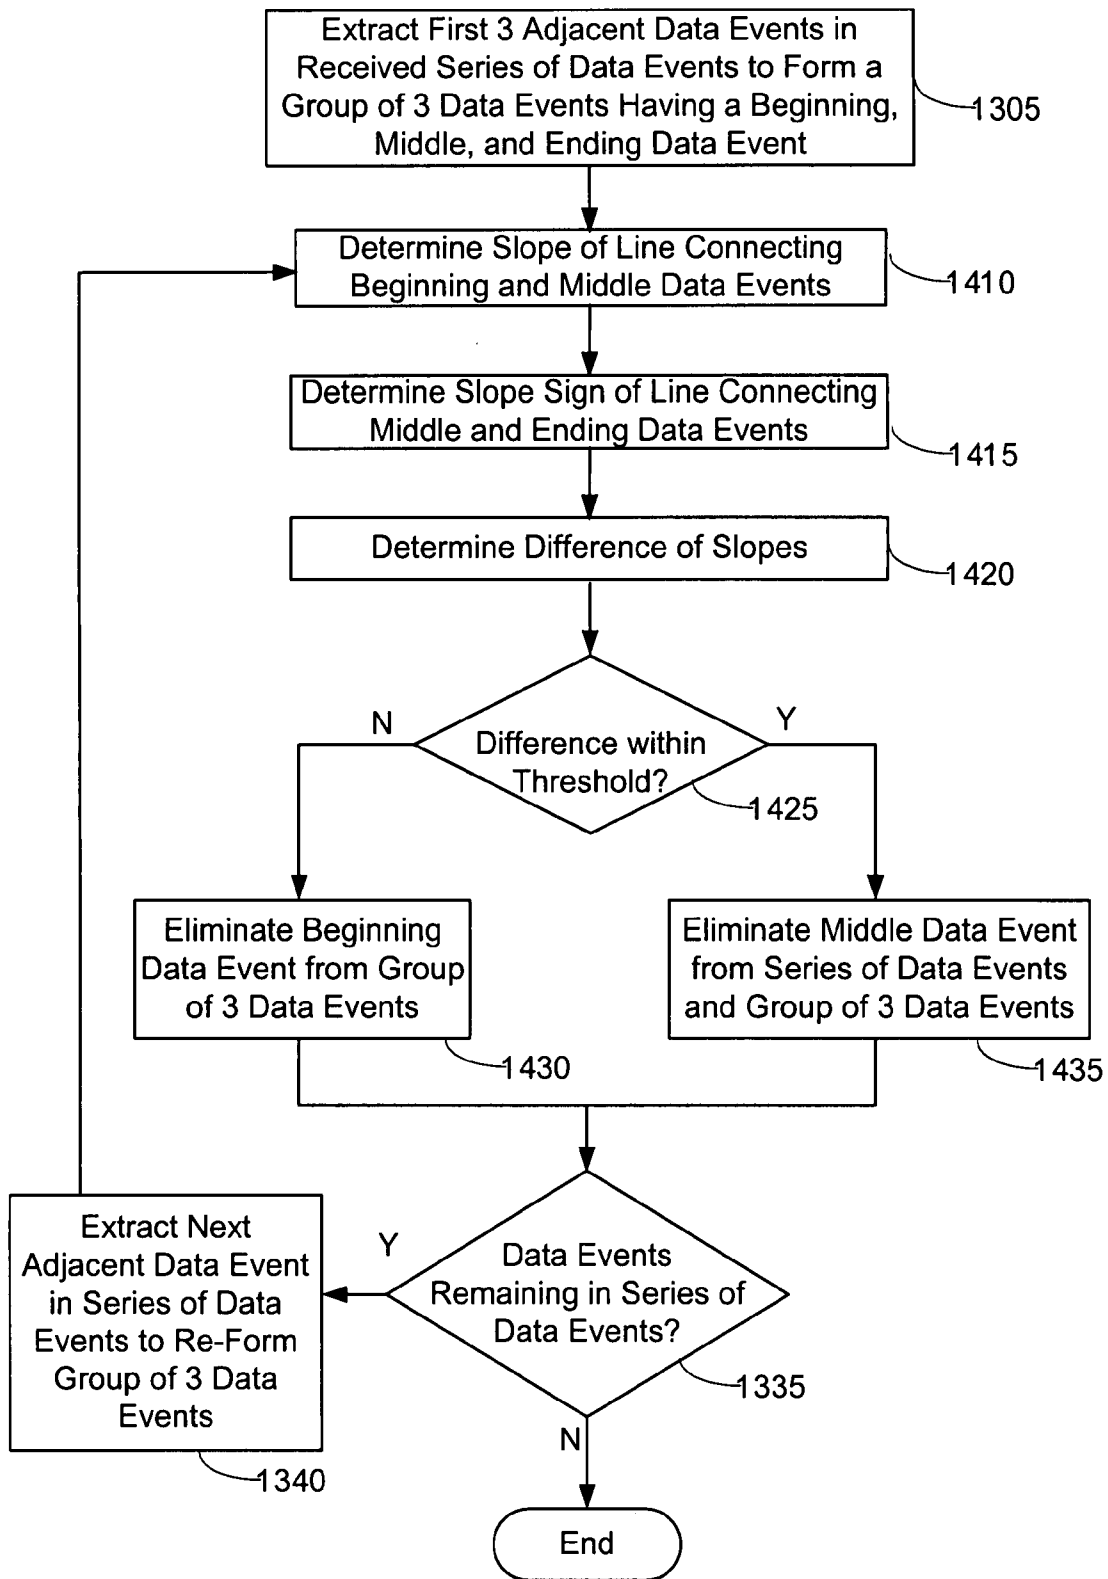 Extract First 3 Adjacent Data Events in
Received Series of Data Events to Form a
Group of 3 Data Events Having a Beginning,
Middle, and Ending Data Event
1305
Determine Slope of Line Connecting
Beginning and Middle Data Events
1410
Determine Slope Sign of Line Connecting
Middle and Ending Data Events
1415
Determine Difference of Slopes
1420
N
Y
Difference within
Threshold?
1425
Eliminate Beginning
Data Event from Group
of 3 Data Events
1430
Eliminate Middle Data Event
from Series of Data Events
and Group of 3 Data Events
1435
Data Events
Remaining in Series of
Data Events?
1335
Y
Extract Next
Adjacent Data Event
in Series of Data
Events to Re-Form
Group of 3 Data
Events
1340
N
End